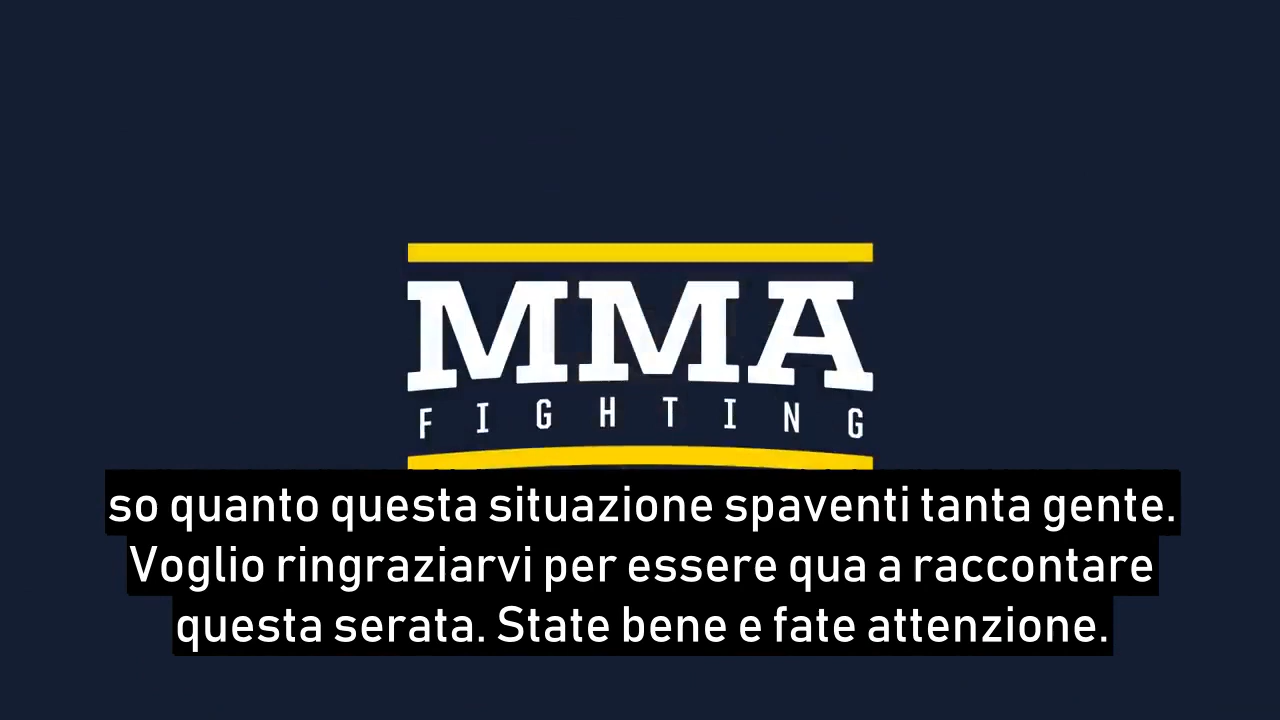 MMA
FIGHTING
so quanto questa situazione spaventi tanta gente.
Voglio ringraziarvi per essere qua a raccontare
questa serata. State bene e fate attenzione.